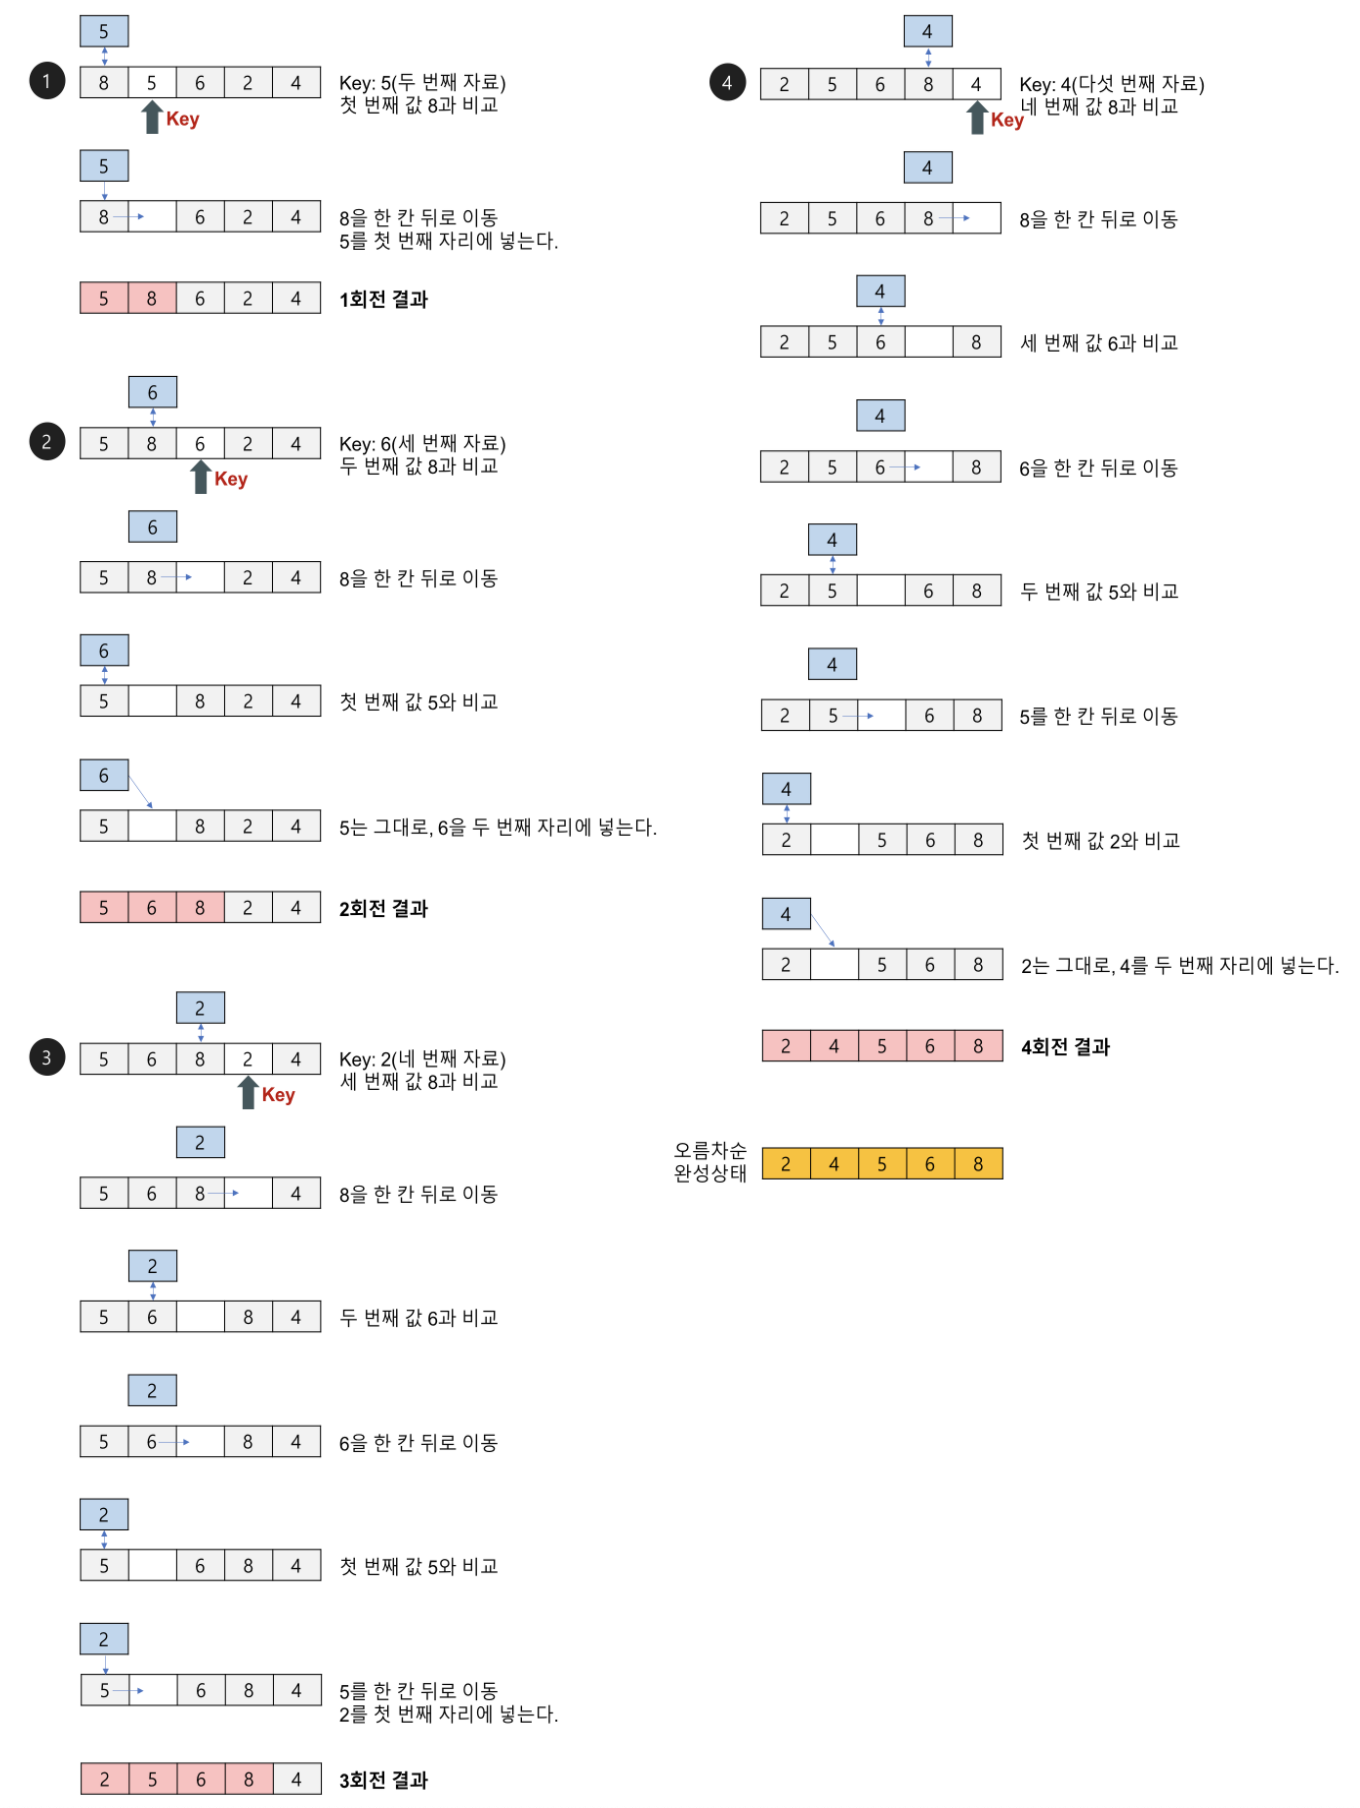 5
1
8 5 6 2 4
Key: 5(두 번째 자료)
첫 번째 값 8과 비교
Key
5
8 6 2 4
8을 한 칸 뒤로 이동
5를 첫 번째 자리에 넣는다.
5 8 6 2 4
1회전 결과
6
2
5 8 6 2 4
Key: 6(세 번째 자료)
두 번째 값 8과 비교
Key
6
5 8 2 4
8을 한 칸 뒤로 이동
6
5 8 2 4
첫 번째 값 5와 비교
6
5 8 2 4
5는 그대로, 6을 두 번째 자리에 넣는다.
5 6 8 2 4
2회전 결과
2
3
5 6 8 2 4
Key: 2(네 번째 자료)
세 번째 값 8과 비교
Key
2
5 6 8 4
8을 한 칸 뒤로 이동
2
5 6 8 4
두 번째 값 6과 비교
2
5 6 8 4
6을 한 칸 뒤로 이동
2
5 6 8 4
첫 번째 값 5와 비교
2
5 6 8 4
5를 한 칸 뒤로 이동
2를 첫 번째 자리에 넣는다.
2 5 6 8 4
3회전 결과
4
4
2 5 6 8 4
Key: 4(다섯 번째 자료)
네 번째 값 8과 비교
Key
4
2 5 6 8
8을 한 칸 뒤로 이동
4
2 5 6 8
세 번째 값 6과 비교
4
2 5 6 8
6을 한 칸 뒤로 이동
4
2 5 6 8
두 번째 값 5와 비교
4
2 5 6 8
5를 한 칸 뒤로 이동
4
2 5 6 8
첫 번째 값 2와 비교
4
2 5 6 8
2는 그대로, 4를 두 번째 자리에 넣는다.
2 4 5 6 8
4회전 결과
오름차순
완성상태
2 4 5 6 8